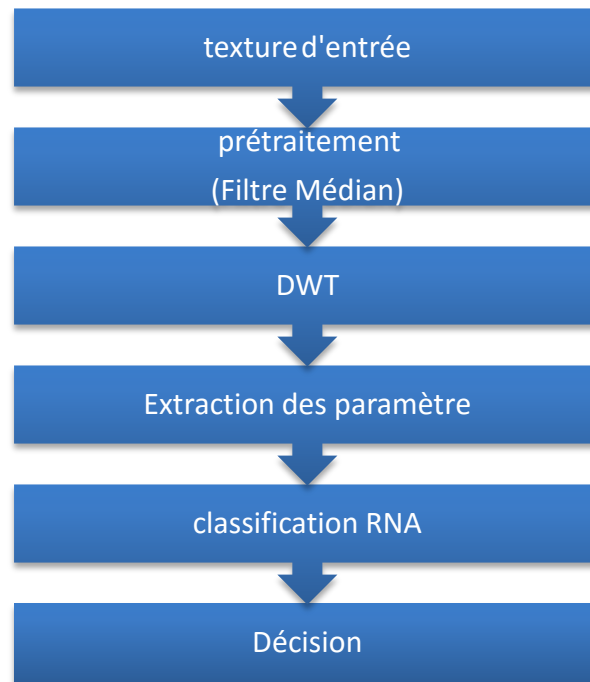 texture d'entrée
prétraitement
(Filtre Médian)
DWT
Extraction des paramètre
classification RNA
Décision